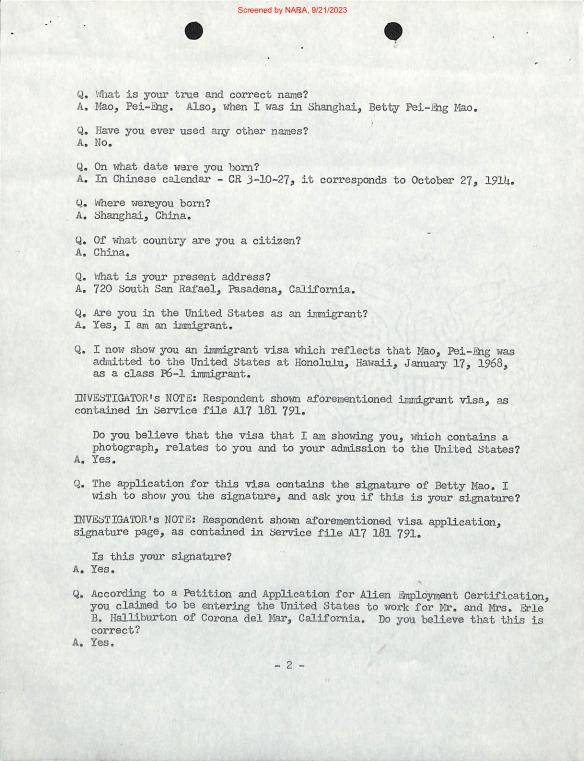 Screened by NARA, 9/21/2023
Q. What is your true and correct name?
A. Mao, Pei-Eng. Also, when I was in Shanghai, Betty Pei-Eng Mao.
Q. Have you ever used any other names?
A. No.
Q. On what date were you born?
A. In Chinese calendar - CR 3-10-27, it corresponds to October 27, 1914.
Q. Where wereyou born?
A. Shanghai, China.
Q. Of what country are you a citizen?
A. China.
Q. What is your present address?
A. 720 South San Rafael, Pasadena, California.
Q. Are you in the United States as an immigrant?
A. Yes, I am an immigrant.
Q. I now show you an immigrant visa which reflects that Mao, Pei-Eng was
admitted to the United States at Honolulu, Hawaii, January 17, 1968,
as a class P6-1 immigrant.
INVESTIGATOR's NOTE: Respondent shown aforementioned immigrant visa, as
contained in Service file A17 181 791.
Do you believe that the visa that I am showing you, which contains a
photograph, relates to you and to your admission to the United States?
A. Yes.
Q. The application for this visa contains the signature of Betty Mao. I
wish to show you the signature, and ask you if this is your signature?
INVESTIGATOR's NOTE: Respondent shown aforementioned visa application,
signature page, as contained in Service file A17 181 791.
Is this your signature?
A. Yes.
Q. According to a Petition and Application for Alien Employment Certification,
you claimed to be entering the United States to work for Mr. and Mrs. Erle
B. Halliburton of Corona del Mar, California. Do you believe that this is
correct?
A. Yes.
- 2 -